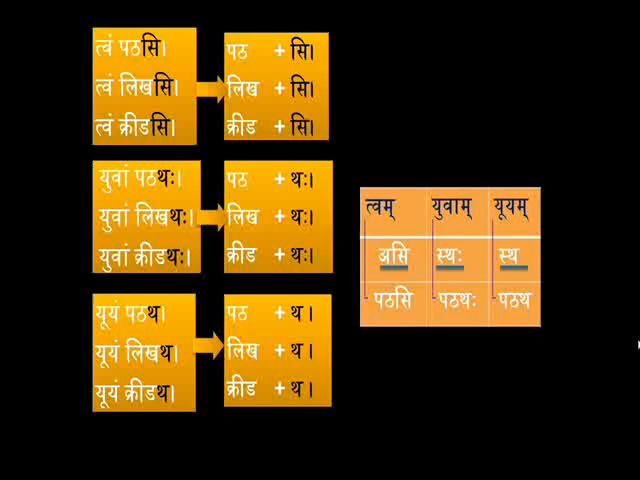 त्वं पठसि।
त्वं लिखसि।
त्वं क्रीडसि।
पठ + सि।
लिख + सि।
क्रीड + सि।
युवां पठथः।
युवां लिखथः।
युवां क्रीडथः।
पठ + थः।
लिख + थः।
क्रीड + थः।
यूयं पठथ।
यूयं लिखथ।
यूयं क्रीडथ।
पठ + थ।
लिख + थ।
क्रीड + थ।
त्वम् युवाम् यूयम्
असि स्थः स्थ
पठसि पठथः पठथ